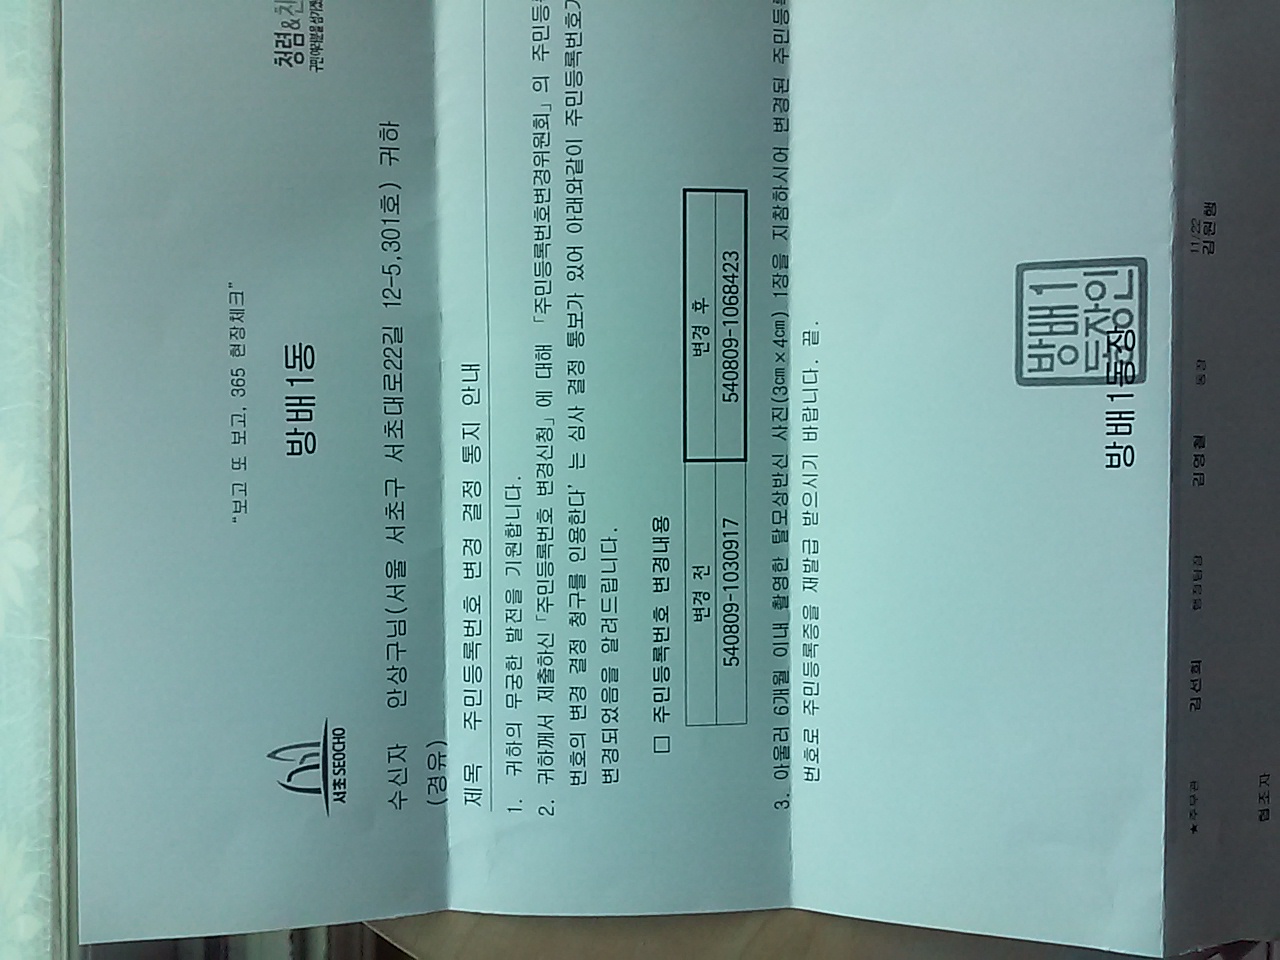 "보고 또 보고, 365 현장체크"
서초 SEOCHO
방배1동
청렴&친
수신자 안상구님(서울 서초구 서초대로22길 12-5,301호) 귀하
(경유)
제목 주민등록번호 변경 결정 통지 안내
1. 귀하의 무궁한 발전을 기원합니다.
2. 귀하께서 제출하신「주민등록번호 변경신청」에 대해 「주민등록번호변경위원회」의 주민등록
번호의 변경 결정 청구를 인용한다' 는 심사 결정 통보가 있어 아래와같이 주민등록번호가
변경되었음을 알려드립니다.
□ 주민등록번호 변경내용
변경 전 변경 후
540809-1030917 540809-1068423
3. 아울러 6개월 이내 촬영한 탈모상반신 사진(3㎝×4㎝) 1장을 지참하시어 변경된 주민등록
번호로 주민등록증을 재발급 받으시기 바랍니다. 끝.
방배1동장
방배1
동장인
★주무관 김선희 행정팀장 김영철 동장 11/22 김원행
협조자